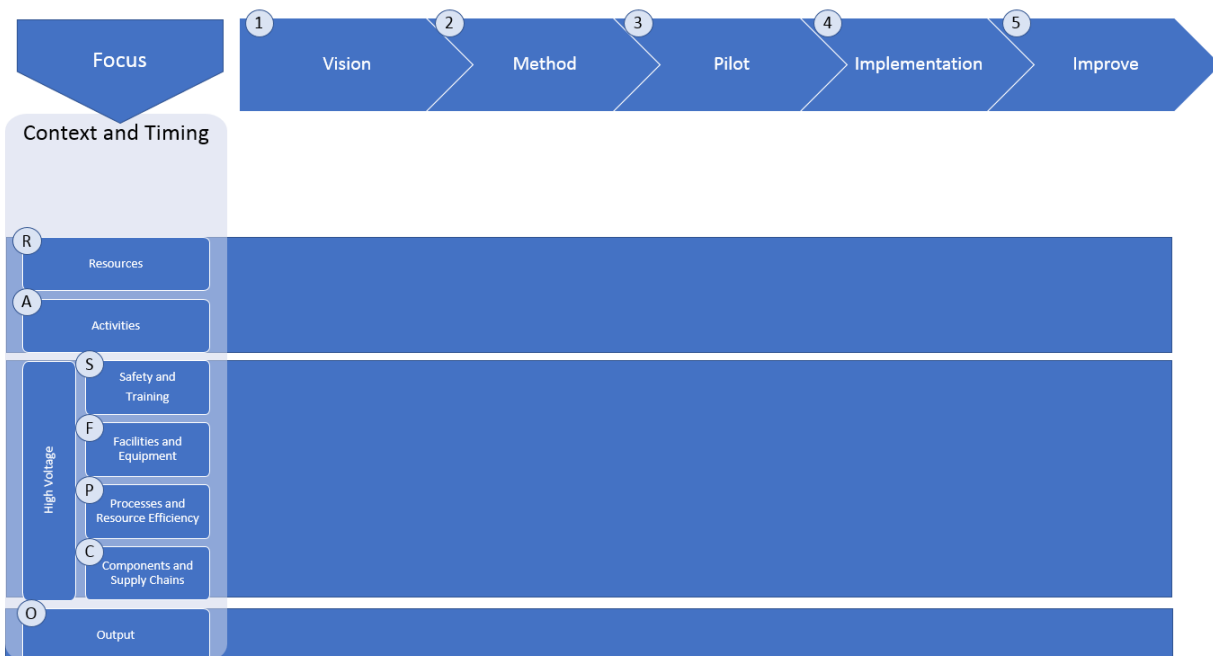 Focus
1
Vision
2
Method
3
Pilot
4
Implementation
5
Improve
Context and Timing
R
Resources
A
Activities
High Voltage
S
Safety and
Training
F
Facilities and
Equipment
P
Processes and
Resource Efficiency
C
Components and
Supply Chains
O
Output